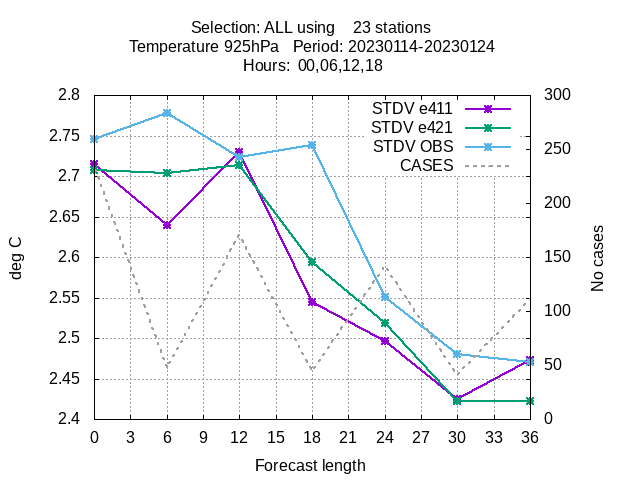 Selection: ALL using    23 stations
Temperature 925hPa   Period: 20230114-20230124
Hours:  00,06,12,18
2.8
2.75
2.7
2.65
2.6
2.55
2.5
2.45
2.4
deg C
STDV e411
STDV e421
STDV OBS
CASES
300
250
200
150
100
50
0
No cases
0 3 6 9 12 15 18 21 24 27 30 33 36
Forecast length